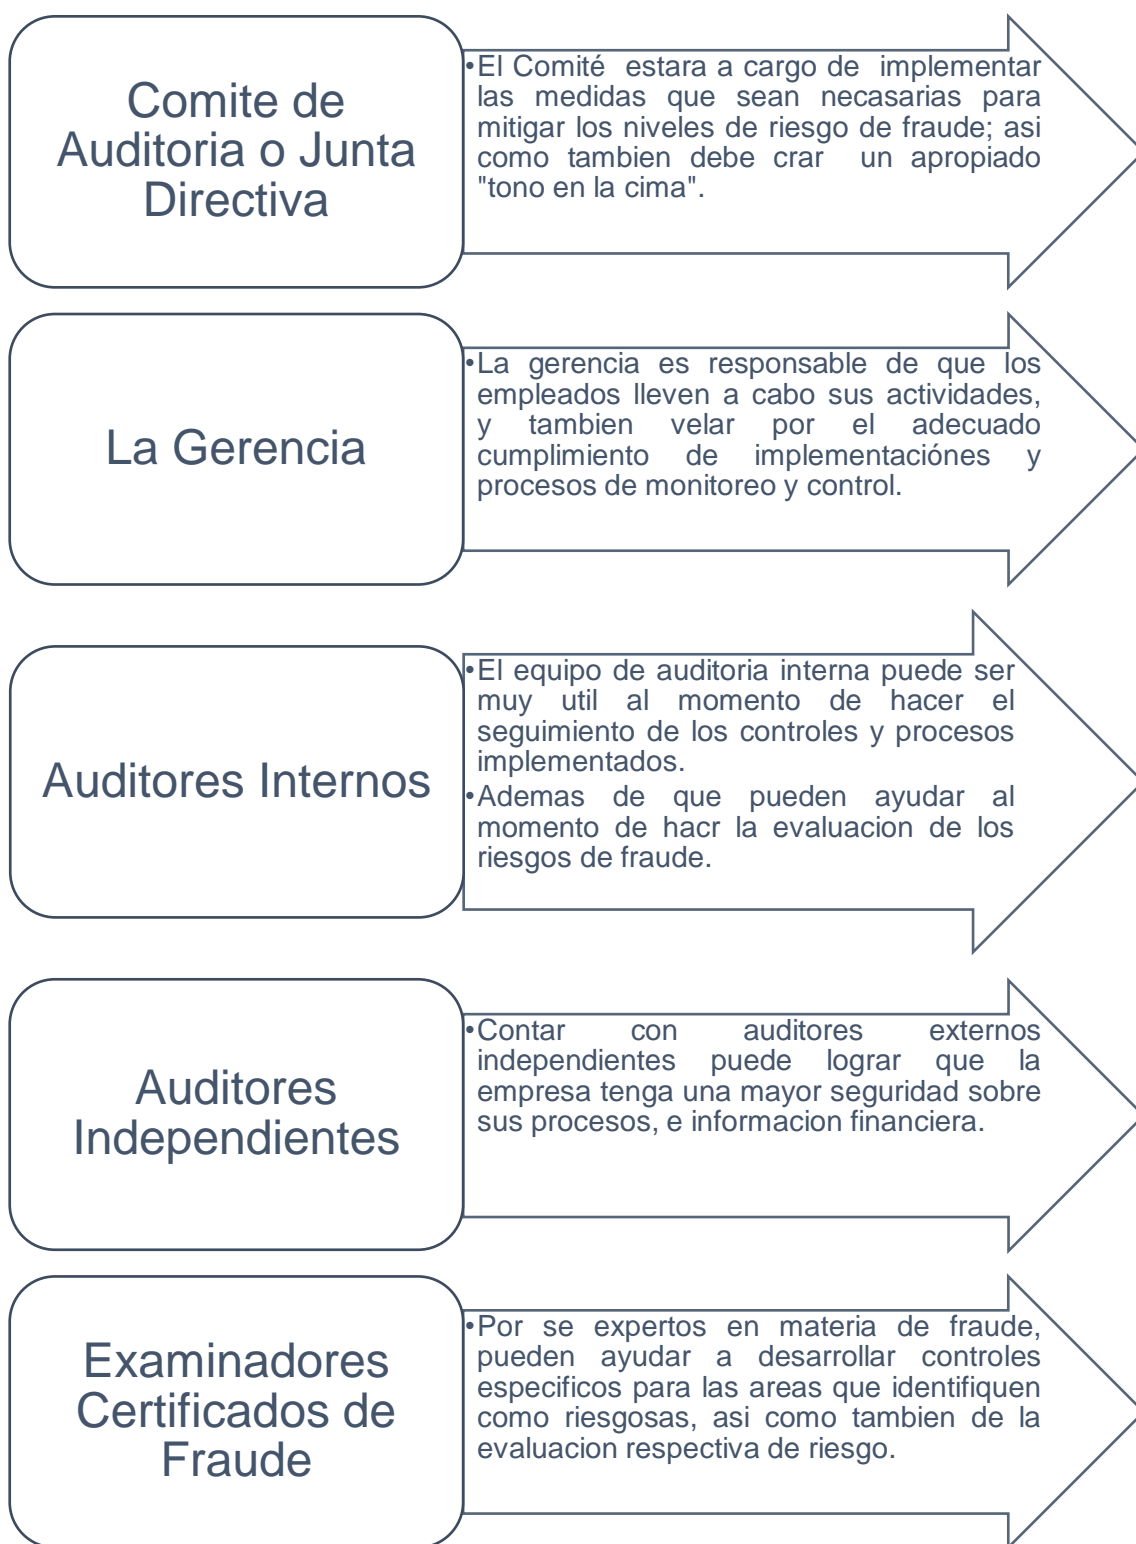 Comite de
Auditoria o Junta
Directiva
•El Comité estara a cargo de implementar
las medidas que sean necasarias para
mitigar los niveles de riesgo de fraude; asi
como tambien debe crar un apropiado
"tono en la cima".
La Gerencia
•La gerencia es responsable de que los
empleados lleven a cabo sus actividades,
y tambien velar por el adecuado
cumplimiento de implementaciónes y
procesos de monitoreo y control.
Auditores Internos
•El equipo de auditoria interna puede ser
muy util al momento de hacer el
seguimiento de los controles y procesos
implementados.
•Ademas de que pueden ayudar al
momento de hacr la evaluacion de los
riesgos de fraude.
Auditores
Independientes
•Contar con auditores externos
independientes puede lograr que la
empresa tenga una mayor seguridad sobre
sus procesos, e informacion financiera.
Examinadores
Certificados de
Fraude
•Por se expertos en materia de fraude,
pueden ayudar a desarrollar controles
especificos para las areas que identifiquen
como riesgosas, asi como tambien de la
evaluacion respectiva de riesgo.